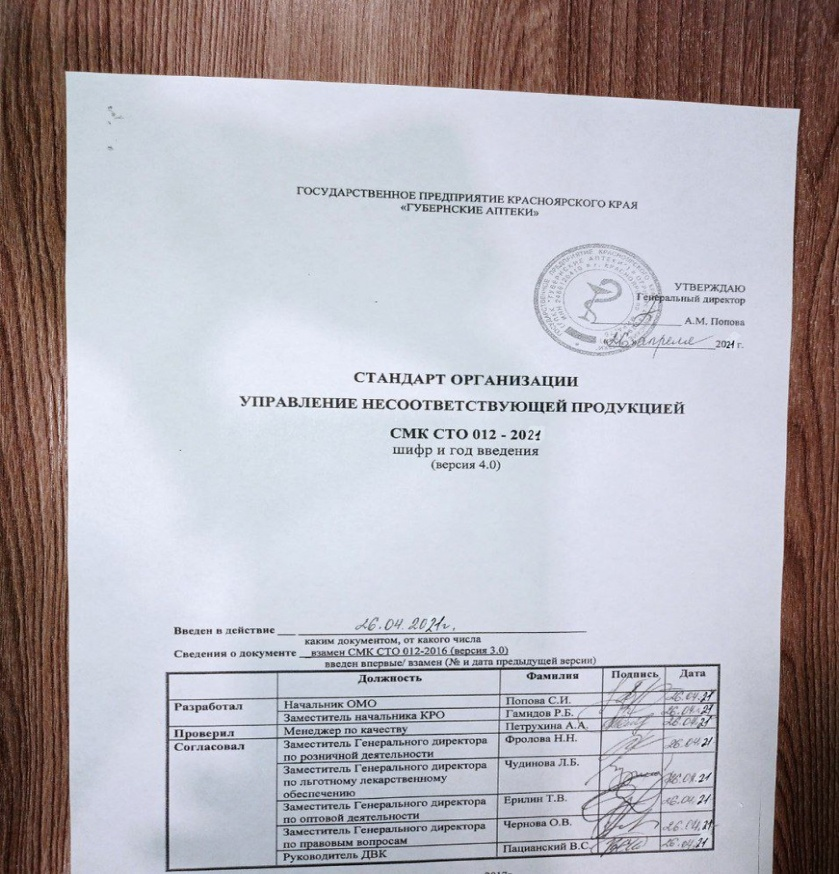 ГОСУДАРСТВЕННОЕ ПРЕДПРИЯТИЕ КРАСНОЯРСКОГО КРАЯ
«ГУБЕРНСКИЕ АПТЕКИ»
УТВЕРЖДАЮ
Генеральный директор
А.М. Попова
«26» апреля 2021 г.
СТАНДАРТ ОРГАНИЗАЦИИ
УПРАВЛЕНИЕ НЕСООТВЕТСТВУЮЩЕЙ ПРОДУКЦИЕЙ
СМК СТО 012 - 2021
шифр и год введения
(версия 4.0)
Введен в действие 26.04.2021г.
каким документом, от какого числа
Сведения о документе взамен СМК СТО 012-2016 (версия 3.0)
введен впервые/ взамен (№ и дата предыдущей версии)
Должность Фамилия Подпись Дата
Разработал Начальник ОМО Попова С.И. 26.04.21
Заместитель начальника КРО Гамидов Р.Б. 26.04.21
Проверил Менеджер по качеству Петрухина А.А. 26.04.21
Согласовал Заместитель Генерального директора Фролова Н.Н. 26.04.21
по розничной деятельности
Заместитель Генерального директора Чудинова Л.Б.
по льготному лекарственному 26.04.21
обеспечению
Заместитель Генерального директора Ерилин Т.В. 26.04.21
по оптовой деятельности
Заместитель Генерального директора Чернова О.В. 26.04.21
по правовым вопросам
Руководитель ДВК Пацианский В.С. 26.04.21